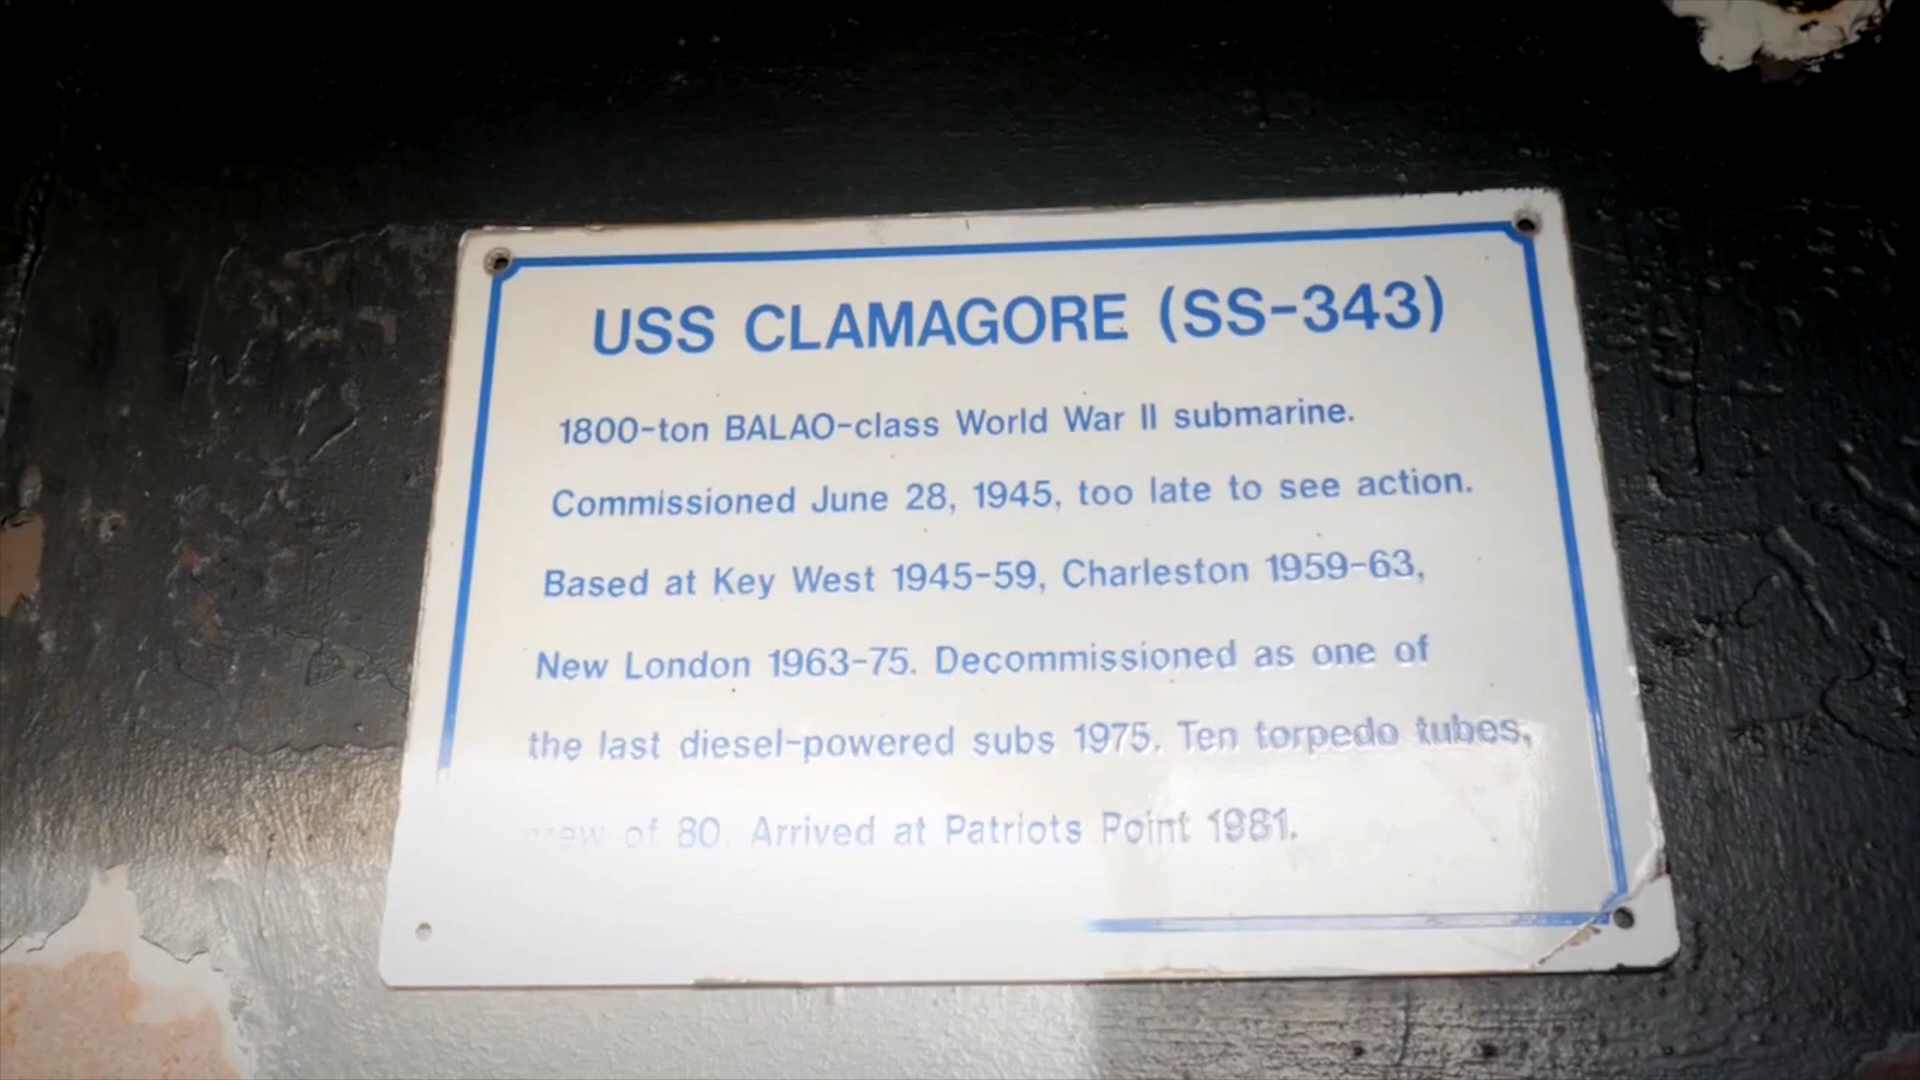 USS CLAMAGORE (SS-343)
1800-ton BALAO-class World War II submarine.
Commissioned June 28, 1945, too late to see action.
Based at Key West 1945-59, Charleston 1959-63,
New London 1963-75. Decommissioned as one of
the last diesel-powered subs 1975. Ten torpedo tubes,
crew of 80. Arrived at Patriots Point 1981.